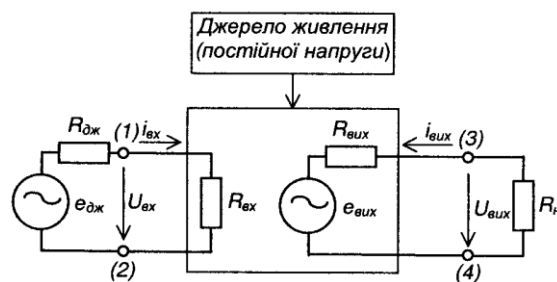 Джерело живлення
(постійної напруги)
Rдж
(1)
iвх
Rвих
iвих
(3)
eдж
Uвх
Rвх
eвих
Uвих
(2)
(4)